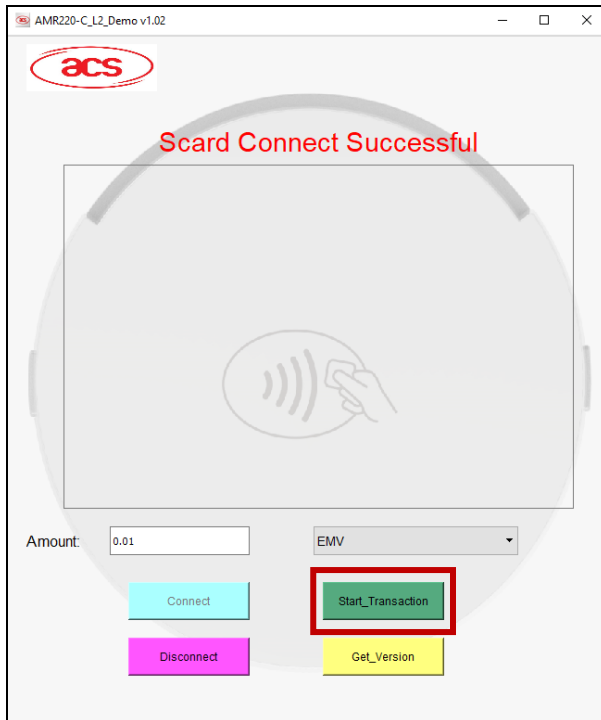 AMR220-C_L2_Demo v1.02
acs
Scard Connect Successful
Amount: 0.01 EMV
Connect Start_Transaction
Disconnect Get_Version